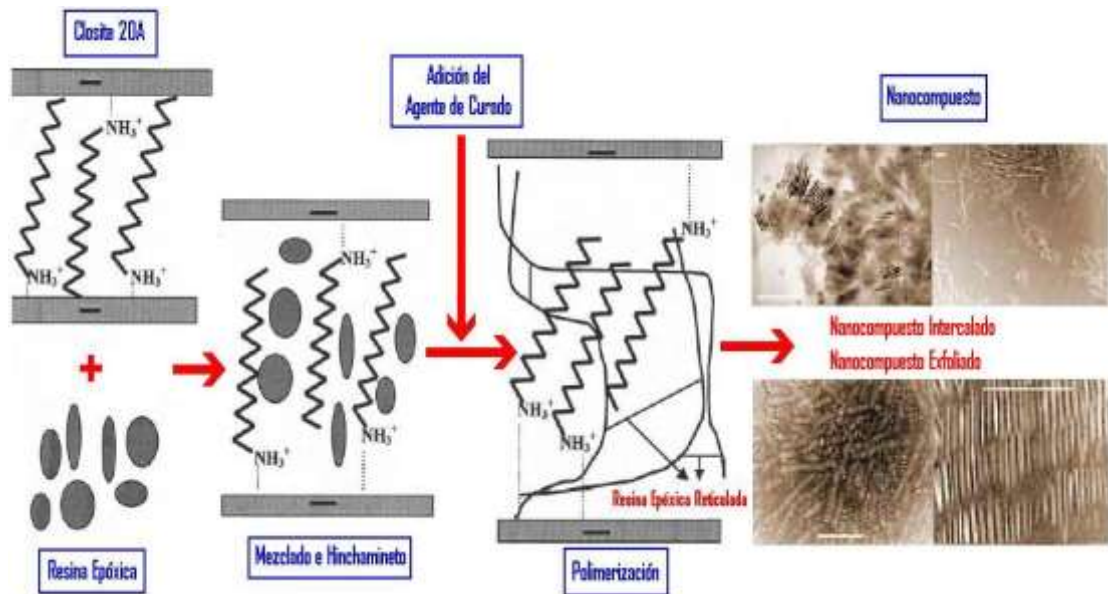 Closita 20A
NH₃⁺
NH₃⁺
NH₃⁺
+
Resina Epóxica
NH₃⁺
NH₃⁺
NH₃⁺
Mezclado e Hinchamineto
Adición del
Agente de Curado
NH₃⁺
NH₃⁺
NH₃⁺
Resina Epóxica Reticulada
Polimerización
Nanocompuesto
Nanocompuesto Intercalado
Nanocompuesto Exfoliado